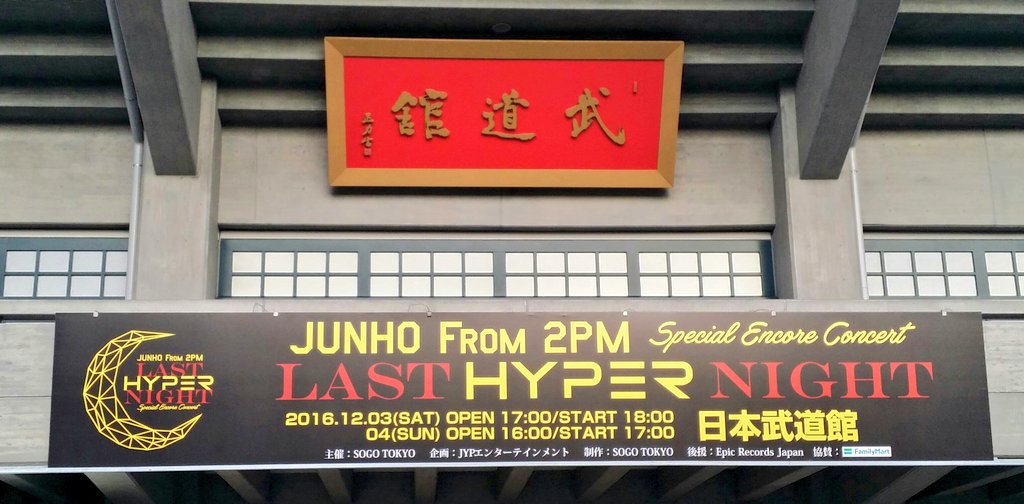 武道館
JUNHO FROM 2PM
LAST
HYPER
NIGHT
Special Encore Concert
JUNHO FROM 2PM Special Encore Concert
LAST HYPER NIGHT
2016.12.03(SAT) OPEN 17:00/START 18:00
04(SUN) OPEN 16:00/START 17:00
日本武道館
主催：SOGO TOKYO 企画：JYPエンターテインメント 制作：SOGO TOKYO 後援：Epic Records Japan 協賛：FamilyMart